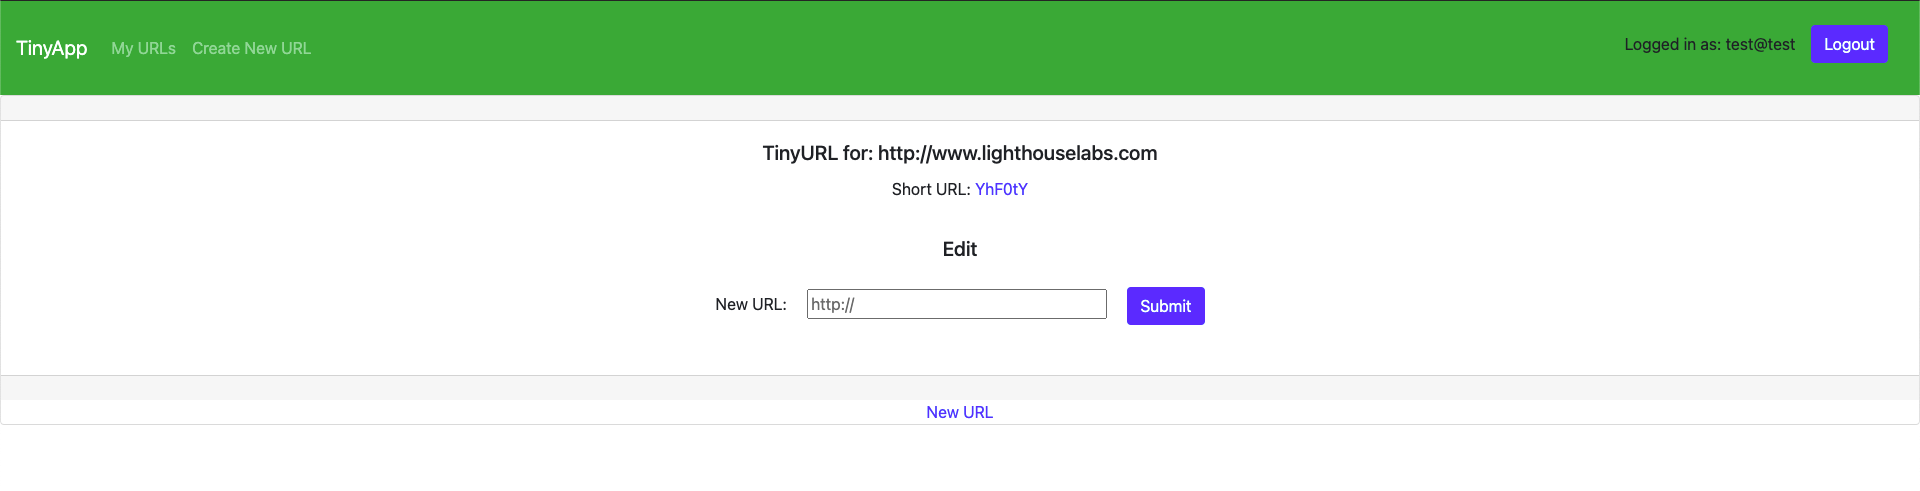 TinyApp My URLs Create New URL Logged in as: test@test Logout
TinyURL for: http://www.lighthouselabs.com
Short URL: YhF0tY
Edit
New URL: http:// Submit
New URL